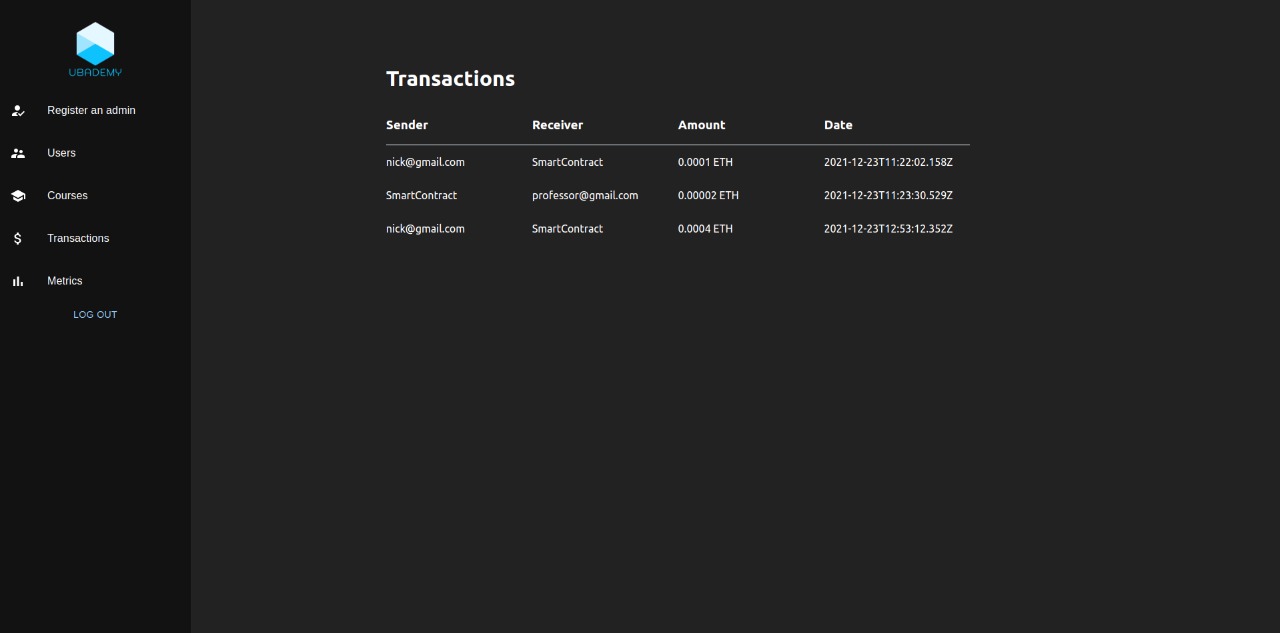 UBADEMY
Register an admin
Users
Courses
Transactions
Metrics
LOG OUT
Transactions
Sender Receiver Amount Date
nick@gmail.com SmartContract 0.0001 ETH 2021-12-23T11:22:02.158Z
SmartContract professor@gmail.com 0.00002 ETH 2021-12-23T11:23:30.529Z
nick@gmail.com SmartContract 0.0004 ETH 2021-12-23T12:53:12.352Z